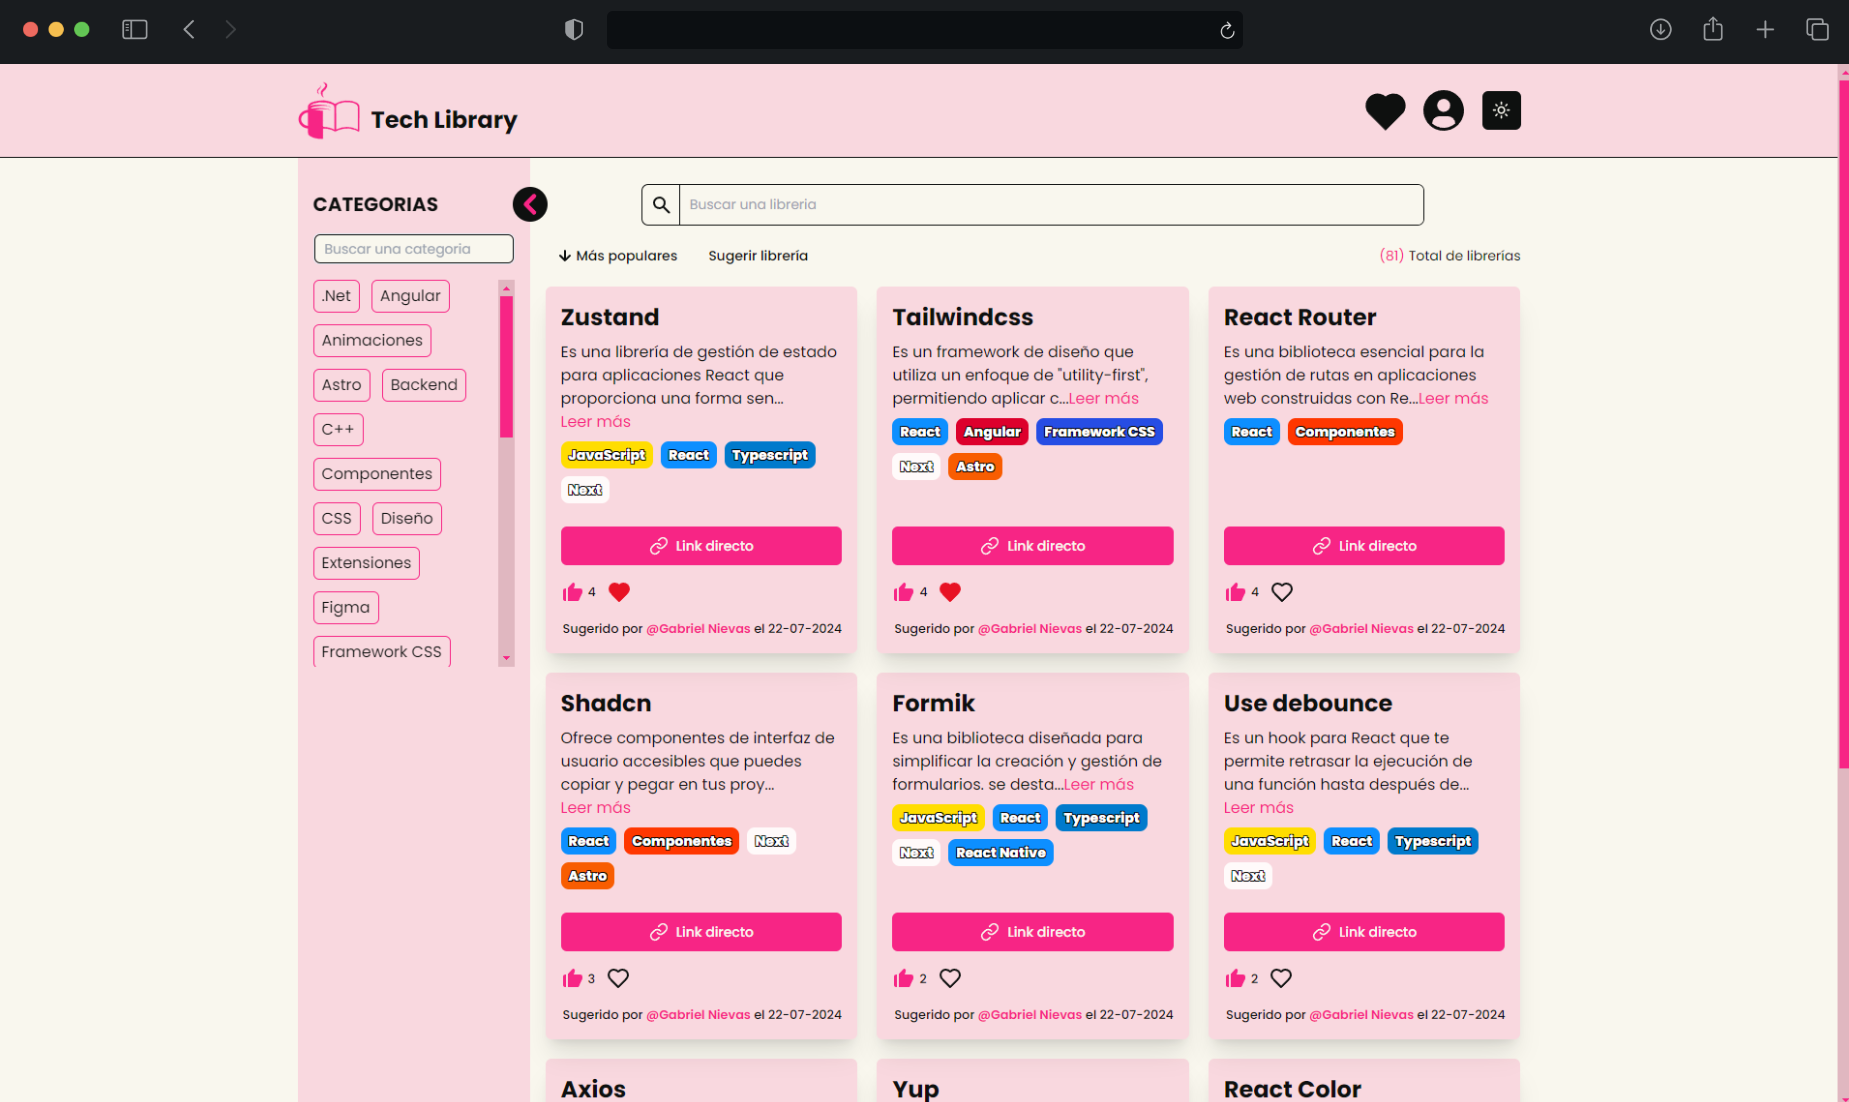 Tech Library
CATEGORIAS
Buscar una categoria
.Net Angular
Animaciones
Astro Backend
C++
Componentes
CSS Diseño
Extensiones
Figma
Framework CSS
Buscar una libreria
Más populares Sugerir librería (81) Total de librerías
Zustand
Es una librería de gestión de estado
para aplicaciones React que
proporciona una forma sen...
Leer más
JavaScript React Typescript
Next
Link directo
4
Sugerido por @Gabriel Nievas el 22-07-2024
Tailwindcss
Es un framework de diseño que
utiliza un enfoque de "utility-first",
permitiendo aplicar c...Leer más
React Angular Framework CSS
Next Astro
Link directo
4
Sugerido por @Gabriel Nievas el 22-07-2024
React Router
Es una biblioteca esencial para la
gestión de rutas en aplicaciones
web construidas con Re...Leer más
React Componentes
Link directo
4
Sugerido por @Gabriel Nievas el 22-07-2024
Shadcn
Ofrece componentes de interfaz de
usuario accesibles que puedes
copiar y pegar en tus proy...
Leer más
React Componentes Next
Astro
Link directo
3
Sugerido por @Gabriel Nievas el 22-07-2024
Formik
Es una biblioteca diseñada para
simplificar la creación y gestión de
formularios. se desta...Leer más
JavaScript React Typescript
Next React Native
Link directo
2
Sugerido por @Gabriel Nievas el 22-07-2024
Use debounce
Es un hook para React que te
permite retrasar la ejecución de
una función hasta después de...
Leer más
JavaScript React Typescript
Next
Link directo
2
Sugerido por @Gabriel Nievas el 22-07-2024
Axios
Yup
React Color